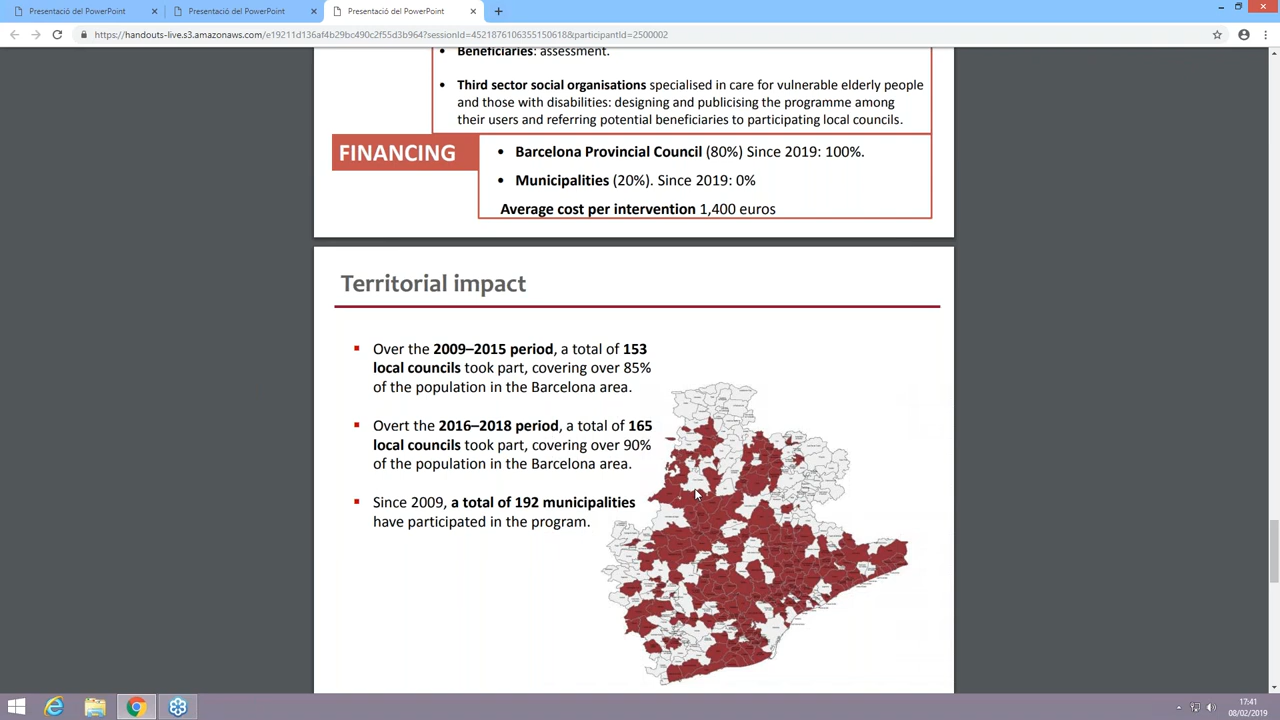 Presentació del PowerPoint
Presentació del PowerPoint
Presentació del PowerPoint
https://handouts-live.s3.amazonaws.com/e19211d136af4b29bc490c2f55d3b964?sessionId=4521876106355150618&participantId=2500002
• Beneficiaries: assessment.
• Third sector social organisations specialised in care for vulnerable elderly people
and those with disabilities: designing and publicising the programme among
their users and referring potential beneficiaries to participating local councils.
FINANCING
• Barcelona Provincial Council (80%) Since 2019: 100%.
• Municipalities (20%). Since 2019: 0%
Average cost per intervention 1,400 euros
Territorial impact
Over the 2009–2015 period, a total of 153
local councils took part, covering over 85%
of the population in the Barcelona area.
Overt the 2016–2018 period, a total of 165
local councils took part, covering over 90%
of the population in the Barcelona area.
Since 2009, a total of 192 municipalities
have participated in the program.
17:41
08/02/2019